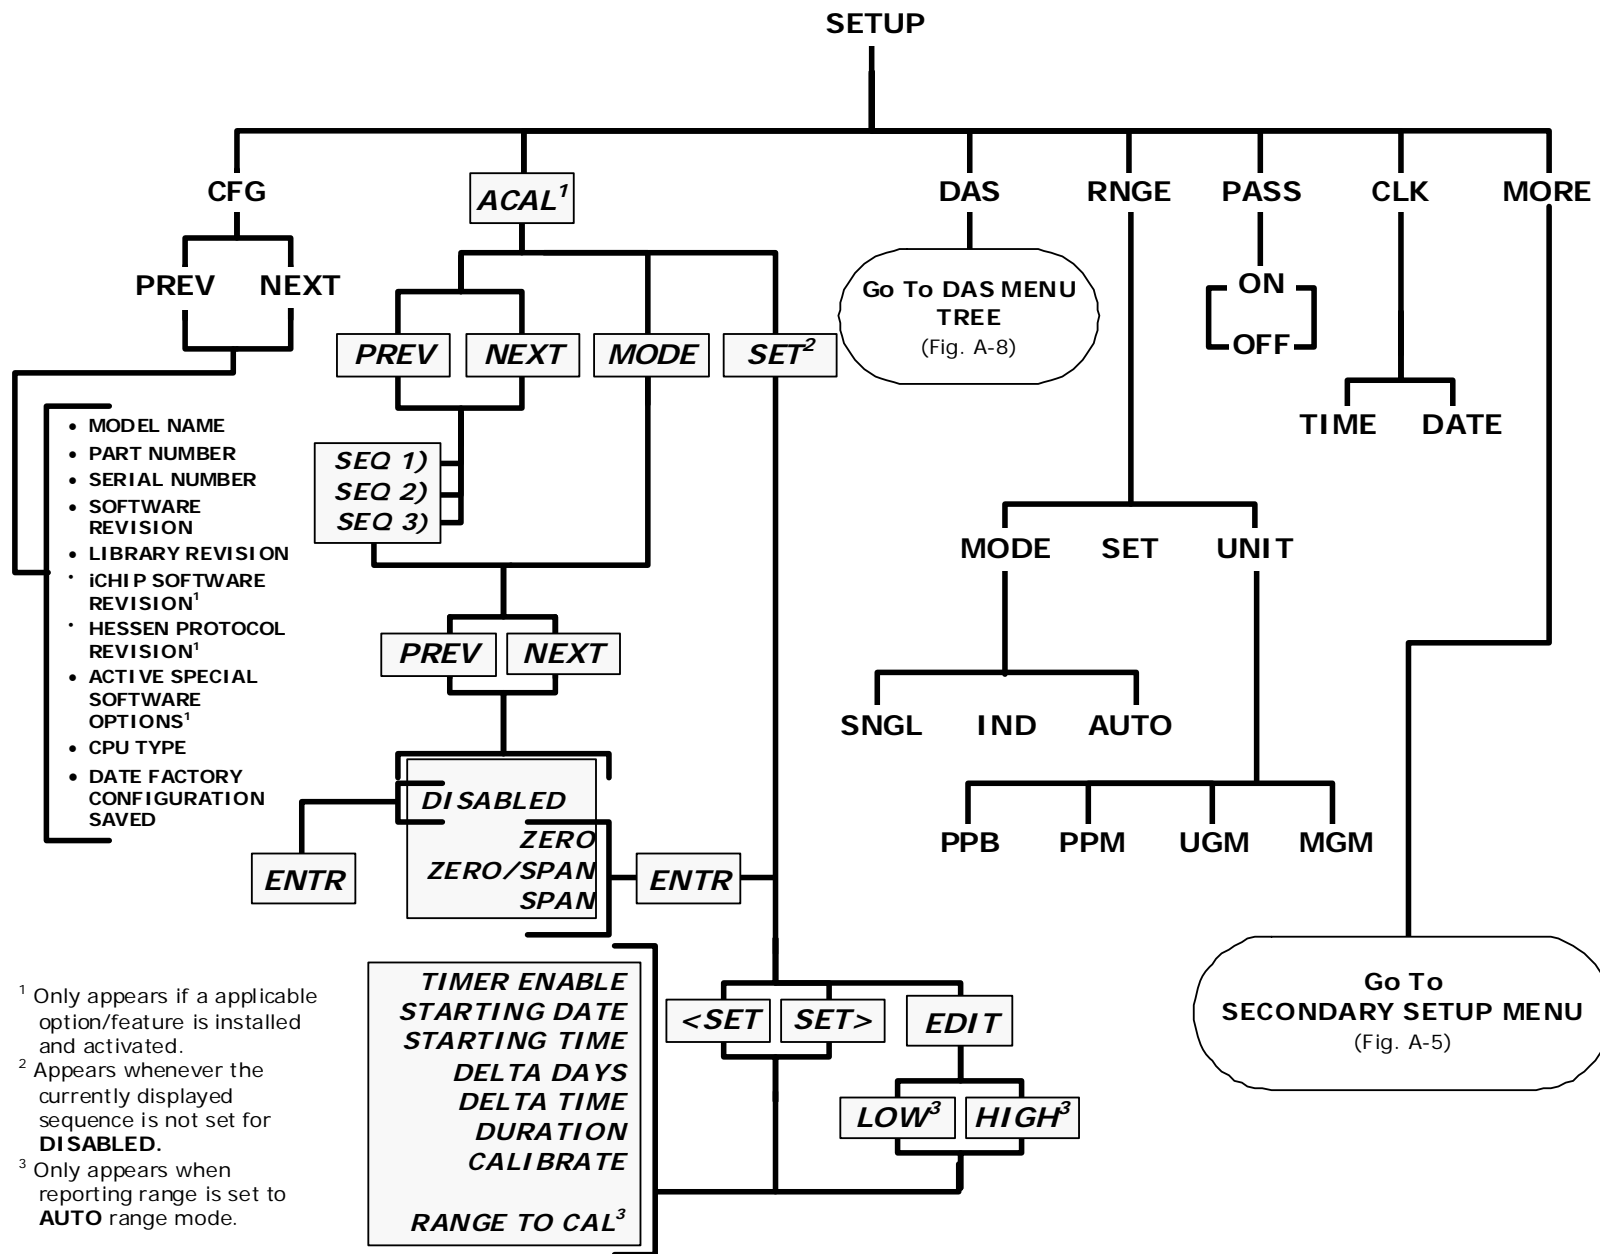 SETUP
CFG
ACAL¹
DAS
RNGE
PASS
CLK
MORE
PREV NEXT
PREV
NEXT
MODE
SET²
Go To DAS MENU
TREE
(Fig. A-8)
ON
OFF
TIME DATE
• MODEL NAME
• PART NUMBER
• SERIAL NUMBER
• SOFTWARE
REVISION
• LIBRARY REVISION
• iCHIP SOFTWARE
REVISION¹
• HESSEN PROTOCOL
REVISION¹
• ACTIVE SPECIAL
SOFTWARE
OPTIONS¹
• CPU TYPE
• DATE FACTORY
CONFIGURATION
SAVED
SEQ 1)
SEQ 2)
SEQ 3)
MODE SET UNIT
PREV
NEXT
SNGL IND AUTO
PPB PPM UGM MGM
DISABLED
ZERO
ZERO/SPAN
SPAN
ENTR
ENTR
TIMER ENABLE
STARTING DATE
STARTING TIME
DELTA DAYS
DELTA TIME
DURATION
CALIBRATE
RANGE TO CAL³
<SET
SET>
EDIT
LOW³
HIGH³
Go To
SECONDARY SETUP MENU
(Fig. A-5)
¹ Only appears if a applicable
option/feature is installed
and activated.
² Appears whenever the
currently displayed
sequence is not set for
DISABLED.
³ Only appears when
reporting range is set to
AUTO range mode.